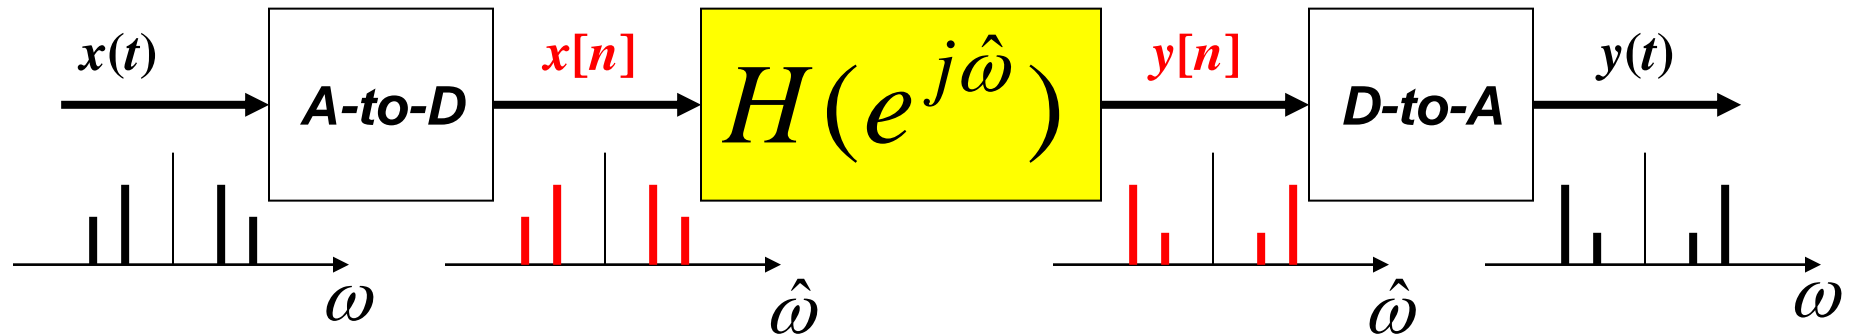 x(t)
A-to-D
x[n]
H(e^{jω̂})
y[n]
D-to-A
y(t)
ω
ω̂
ω̂
ω